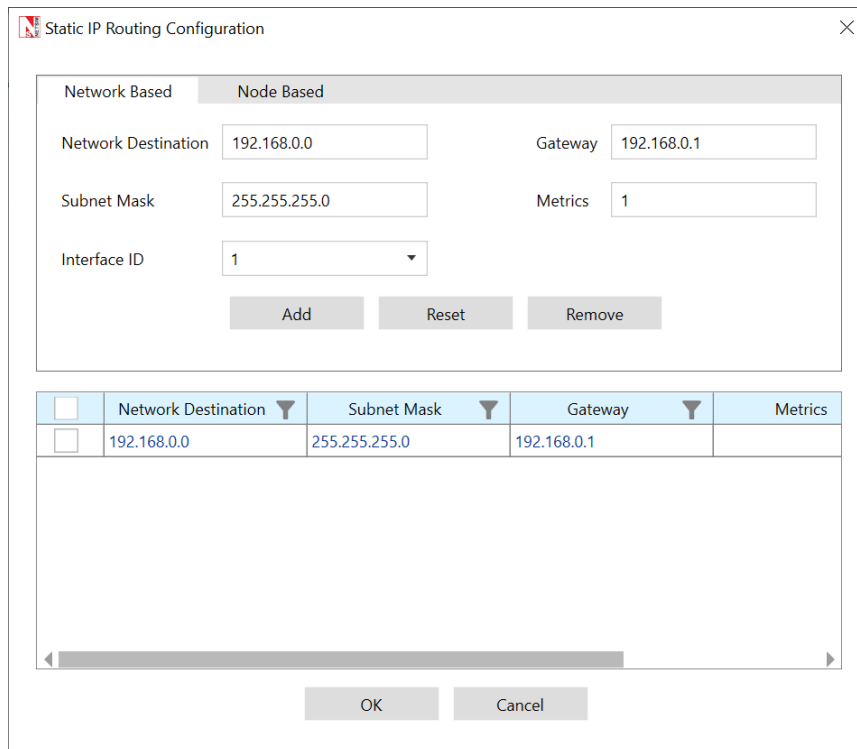 Static IP Routing Configuration
Network Based Node Based
Network Destination 192.168.0.0 Gateway 192.168.0.1
Subnet Mask 255.255.255.0 Metrics 1
Interface ID 1
Add Reset Remove
Network Destination Subnet Mask Gateway Metrics
192.168.0.0 255.255.255.0 192.168.0.1
OK Cancel